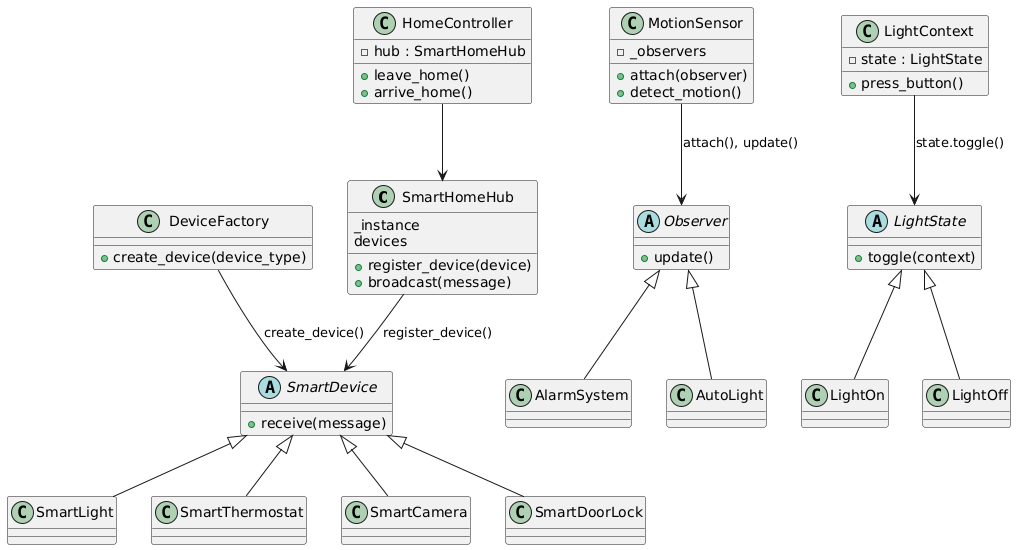 C HomeController
hub : SmartHomeHub
leave_home()
arrive_home()
C MotionSensor
_observers
attach(observer)
detect_motion()
C LightContext
state : LightState
press_button()
attach(), update()
state.toggle()
C DeviceFactory
create_device(device_type)
C SmartHomeHub
_instance
devices
register_device(device)
broadcast(message)
A Observer
update()
A LightState
toggle(context)
create_device()
register_device()
A SmartDevice
receive(message)
C AlarmSystem
C AutoLight
C LightOn
C LightOff
C SmartLight
C SmartThermostat
C SmartCamera
C SmartDoorLock